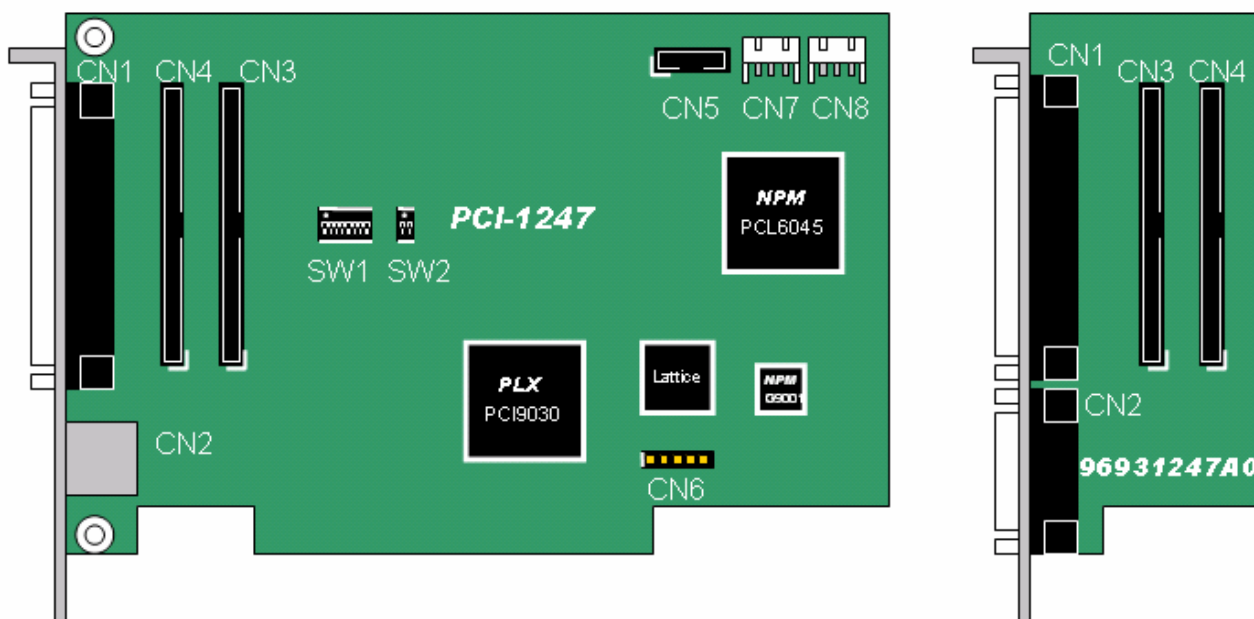 CN1 CN4 CN3
CN5 CN7 CN8
SW1 SW2
PCI-1247
NPM
PCL6045
PLX
PCI9030
Lattice
NPM
G9001
CN2
CN6
CN1
CN3 CN4
CN2
96931247A0